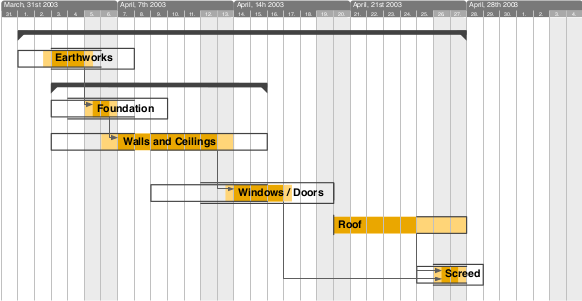 March, 31st 2003 April, 7th 2003 April, 14th 2003 April, 21st 2003 April, 28th 2003
31 1. 2. 3. 4. 5. 6. 7. 8. 9. 10 11 12 13 14 15 16 17 18 19 20 21 22 23 24 25 26 27 28 29 30 1. 2. 3. 4.
Earthworks
Foundation
Walls and Ceilings
Windows / Doors
Roof
Screed